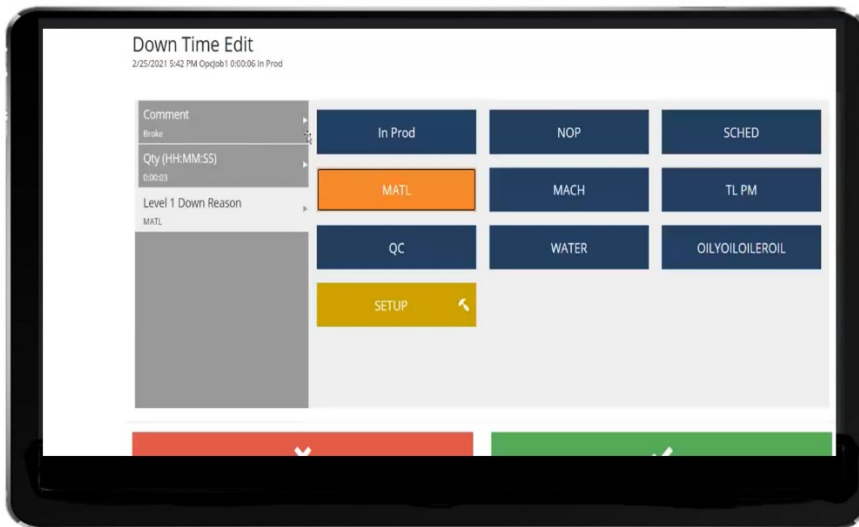 Down Time Edit
2/25/2021 5:42 PM OpcJob1 0:00:06 In Prod
Comment
Broke
Qty (HH:MM:SS)
0:00:03
Level 1 Down Reason
MATL
In Prod
NOP
SCHED
MATL
MACH
TL PM
QC
WATER
OILYOILOILEROIL
SETUP